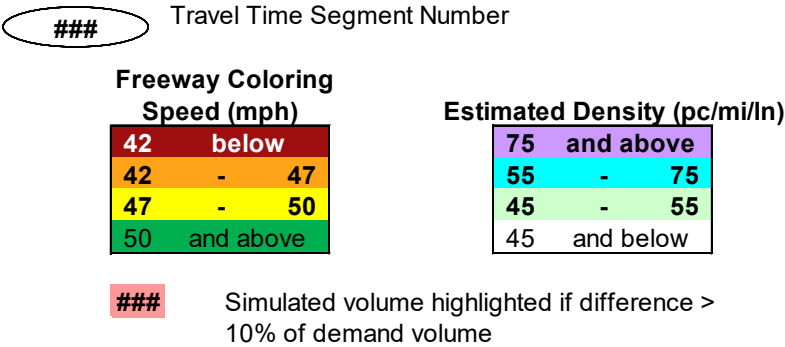 ### Travel Time Segment Number
Freeway Coloring
Speed (mph) Estimated Density (pc/mi/ln)
42 below 75 and above
42 - 47 55 - 75
47 - 50 45 - 55
50 and above 45 and below
### Simulated volume highlighted if difference >
10% of demand volume